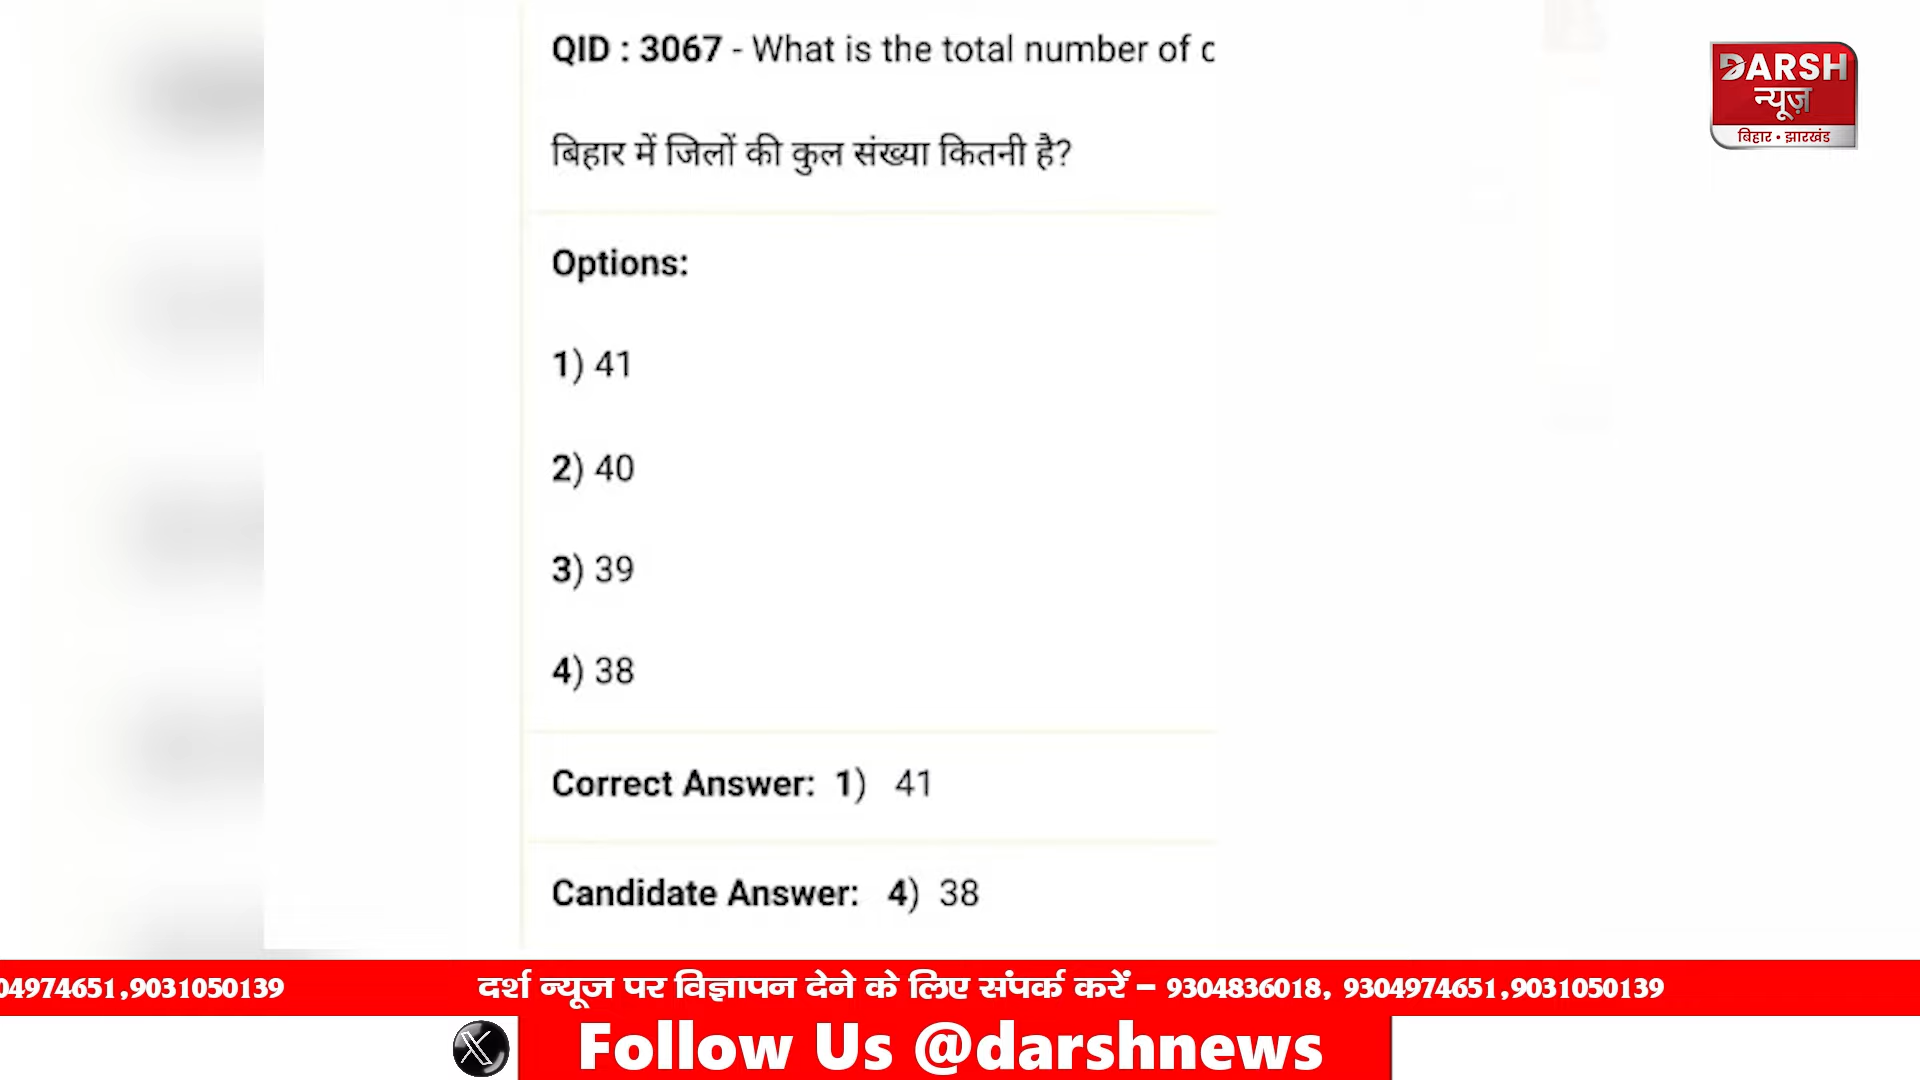 QID : 3067 - What is the total number of c
बिहार में जिलों की कुल संख्या कितनी है?
Options:
1) 41
2) 40
3) 39
4) 38
Correct Answer: 1) 41
Candidate Answer: 4) 38
DARSH
न्यूज़
बिहार • झारखंड
04974651,9031050139 दर्श न्यूज पर विज्ञापन देने के लिए संपर्क करें – 9304836018, 9304974651,9031050139
Follow Us @darshnews